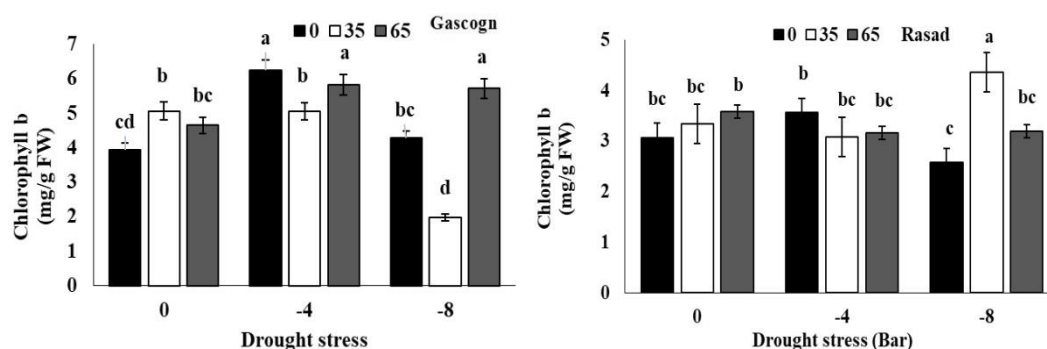 0 35 65 Gascogn
Chlorophyll b
(mg/g FW)
7
6
5
4
3
2
1
0
cd b bc a b a bc d a
0 -4 -8
Drought stress
0 35 65 Rasad
Chlorophyll b
(mg/g FW)
5
4
3
2
1
0
bc bc b b bc bc c a bc
0 -4 -8
Drought stress (Bar)